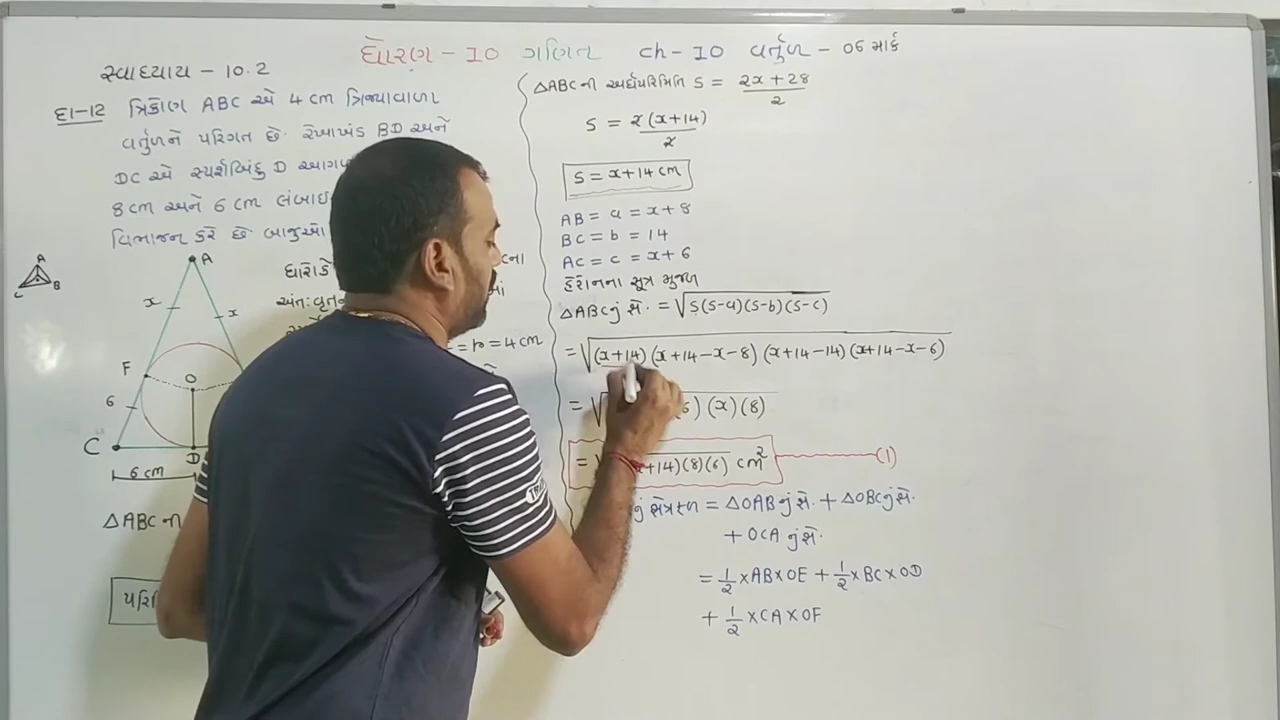 ધોરણ - 10 ગણિત ch - 10 વર્તુળ - 06 માર્ક
સ્વાધ્યાય - 10.2
દા-12 ત્રિકોણ ABC એ 4 cm ત્રિજ્યાવાળા
વર્તુળને પરિગત છે. રેખાખંડ BD અને
DC એ સ્પર્શબિંદુ D
8 cm અને 6 cm
વિભાજન કરે છે બાજુઓ
A
C B
A
x
x
F
O
6
C
D
6 cm
ધારોકે
= 4 cm
△ABC ના
△ABC ની અર્ધપરિમિતિ S = 2x + 28 / 2
S = 2(x+14) / 2
S = x + 14 cm
AB = a = x + 8
BC = b = 14
AC = c = x + 6
હેરોનના સૂત્ર મુજબ
△ABC નું ક્ષે. = √S(S-a)(S-b)(S-c)
= √(x+14)(x+14-x-8)(x+14-14)(x+14-x-6)
(x)(8)
+14)(8)(6) cm² (1)
નું ક્ષેત્રફળ = △OAB નું ક્ષે. + △OBC નું ક્ષે.
+ OCA નું ક્ષે.
= 1/2 × AB × OE + 1/2 × BC × OD
+ 1/2 × CA × OF